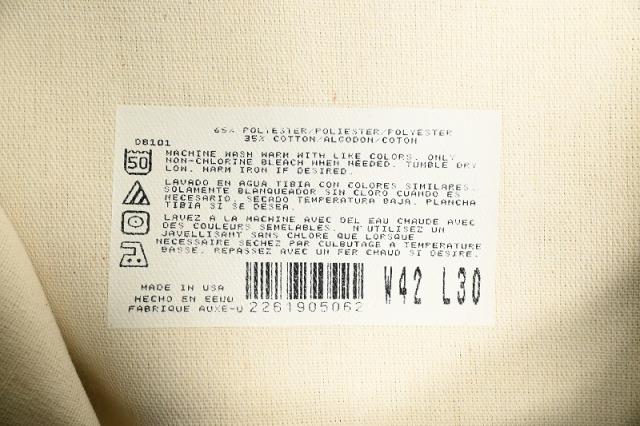 65% POLYESTER/POLIESTER/POLYESTER
35% COTTON/ALGODON/COTON
D8101
50
MACHINE WASH WARM WITH LIKE COLORS. ONLY
NON-CHLORINE BLEACH WHEN NEEDED. TUMBLE DRY
LOW. WARM IRON IF DESIRED.
LAVADO EN AGUA TIBIA CON COLORES SIMILARES.
SOLAMENTE BLANQUEADOR SIN CLORO CUANDO ES
NECESARIO. SECADO TEMPERATURA BAJA. PLANCHA
TIBIA SI SE DESEA.
LAVEZ A LA MACHINE AVEC DEL EAU CHAUDE AVEC
DES COULEURS SEMELABLES. N'UTILISEZ UN
JAVELLISANT SANS CHLORE QUE LORSQUE
NECESSAIRE SECHEZ PAR CULBUTAGE A TEMPERATURE
BASSE. REPASSEZ AVEC UN FER CHAUD SI DESIRE.
MADE IN USA
HECHO EN EEUU
FABRIQUE AUXE-U
2261905062
W42 L30